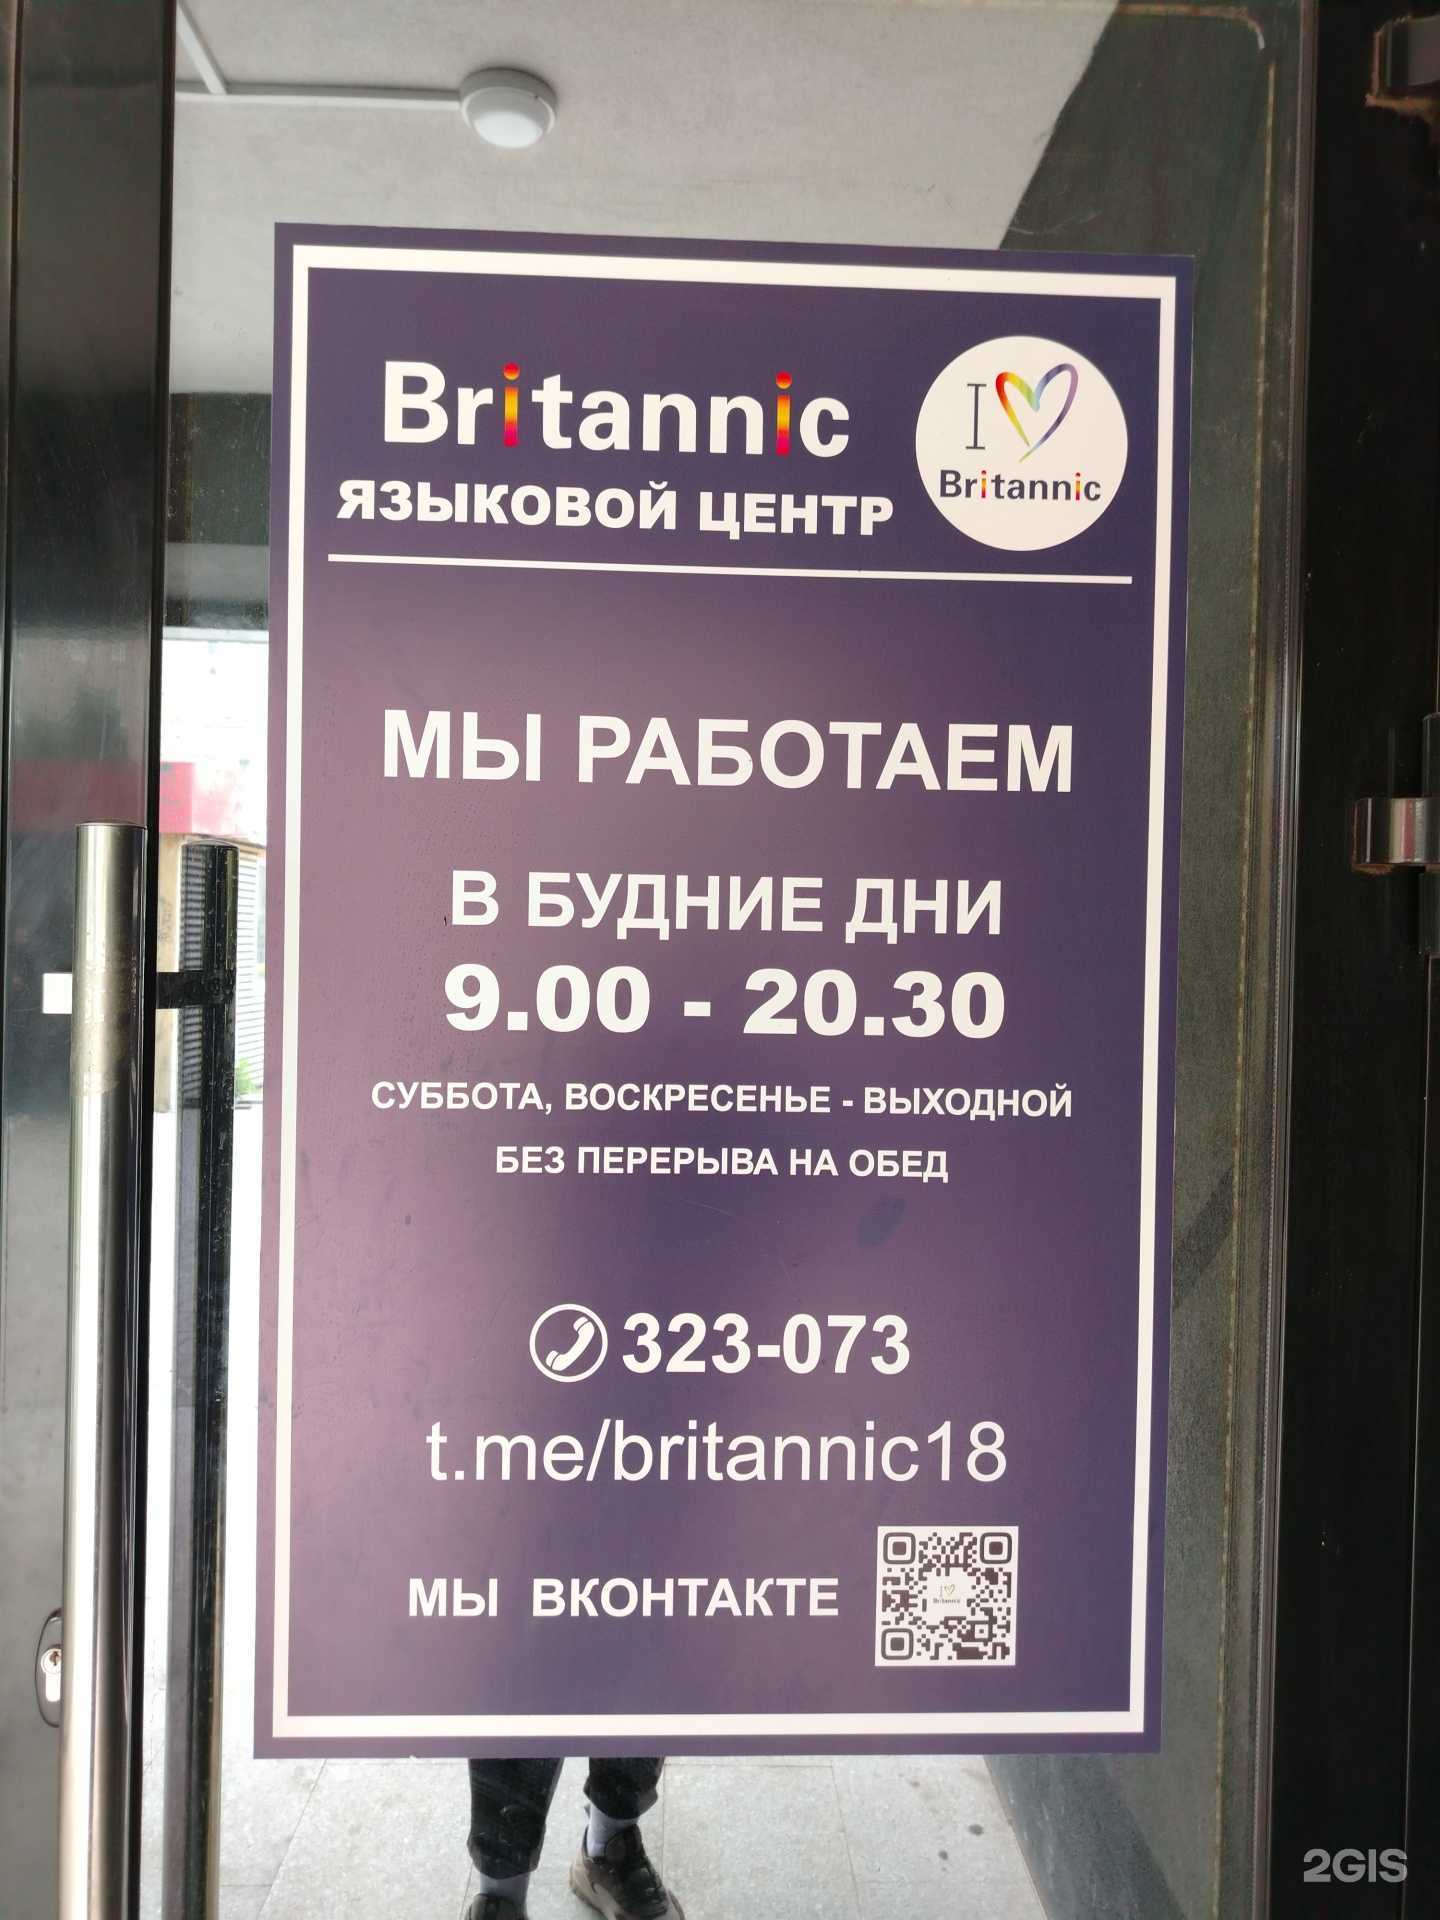 Britannic
ЯЗЫКОВОЙ ЦЕНТР
I
Britannic
МЫ РАБОТАЕМ
В БУДНИЕ ДНИ
9.00 - 20.30
СУББОТА, ВОСКРЕСЕНЬЕ - ВЫХОДНОЙ
БЕЗ ПЕРЕРЫВА НА ОБЕД
323-073
t.me/britannic18
МЫ ВКОНТАКТЕ
I
Britannic
2GIS